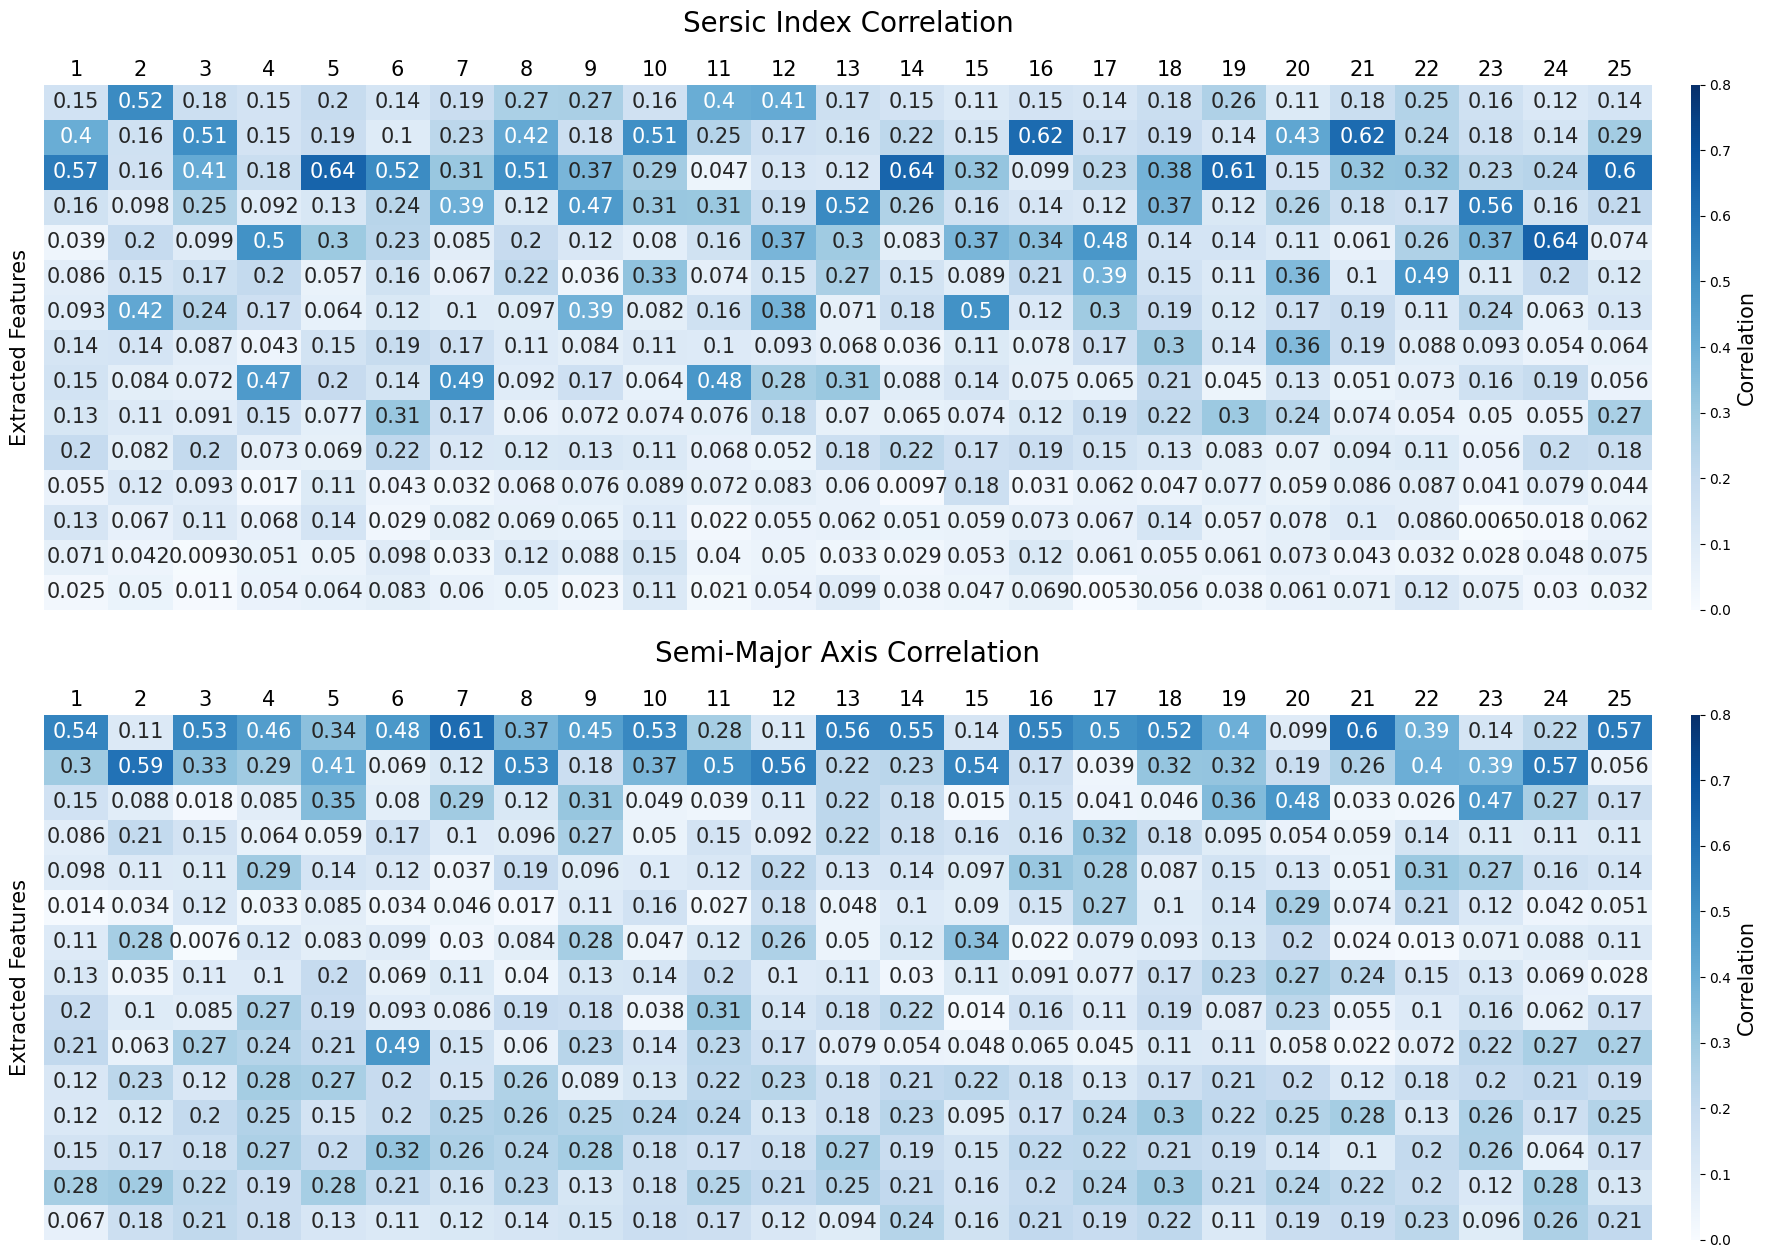 Sersic Index Correlation
1 2 3 4 5 6 7 8 9 10 11 12 13 14 15 16 17 18 19 20 21 22 23 24 25
0.15 0.52 0.18 0.15 0.2 0.14 0.19 0.27 0.27 0.16 0.4 0.41 0.17 0.15 0.11 0.15 0.14 0.18 0.26 0.11 0.18 0.25 0.16 0.12 0.14
0.4 0.16 0.51 0.15 0.19 0.1 0.23 0.42 0.18 0.51 0.25 0.17 0.16 0.22 0.15 0.62 0.17 0.19 0.14 0.43 0.62 0.24 0.18 0.14 0.29
0.57 0.16 0.41 0.18 0.64 0.52 0.31 0.51 0.37 0.29 0.047 0.13 0.12 0.64 0.32 0.099 0.23 0.38 0.61 0.15 0.32 0.32 0.23 0.24 0.6
0.16 0.098 0.25 0.092 0.13 0.24 0.39 0.12 0.47 0.31 0.31 0.19 0.52 0.26 0.16 0.14 0.12 0.37 0.12 0.26 0.18 0.17 0.56 0.16 0.21
0.039 0.2 0.099 0.5 0.3 0.23 0.085 0.2 0.12 0.08 0.16 0.37 0.3 0.083 0.37 0.34 0.48 0.14 0.14 0.11 0.061 0.26 0.37 0.64 0.074
0.086 0.15 0.17 0.2 0.057 0.16 0.067 0.22 0.036 0.33 0.074 0.15 0.27 0.15 0.089 0.21 0.39 0.15 0.11 0.36 0.1 0.49 0.11 0.2 0.12
0.093 0.42 0.24 0.17 0.064 0.12 0.1 0.097 0.39 0.082 0.16 0.38 0.071 0.18 0.5 0.12 0.3 0.19 0.12 0.17 0.19 0.11 0.24 0.063 0.13
0.14 0.14 0.087 0.043 0.15 0.19 0.17 0.11 0.084 0.11 0.1 0.093 0.068 0.036 0.11 0.078 0.17 0.3 0.14 0.36 0.19 0.088 0.093 0.054 0.064
0.15 0.084 0.072 0.47 0.2 0.14 0.49 0.092 0.17 0.064 0.48 0.28 0.31 0.088 0.14 0.075 0.065 0.21 0.045 0.13 0.051 0.073 0.16 0.19 0.056
0.13 0.11 0.091 0.15 0.077 0.31 0.17 0.06 0.072 0.074 0.076 0.18 0.07 0.065 0.074 0.12 0.19 0.22 0.3 0.24 0.074 0.054 0.05 0.055 0.27
0.2 0.082 0.2 0.073 0.069 0.22 0.12 0.12 0.13 0.11 0.068 0.052 0.18 0.22 0.17 0.19 0.15 0.13 0.083 0.07 0.094 0.11 0.056 0.2 0.18
0.055 0.12 0.093 0.017 0.11 0.043 0.032 0.068 0.076 0.089 0.072 0.083 0.06 0.0097 0.18 0.031 0.062 0.047 0.077 0.059 0.086 0.087 0.041 0.079 0.044
0.13 0.067 0.11 0.068 0.14 0.029 0.082 0.069 0.065 0.11 0.022 0.055 0.062 0.051 0.059 0.073 0.067 0.14 0.057 0.078 0.1 0.086 0.0065 0.018 0.062
0.071 0.042 0.0093 0.051 0.05 0.098 0.033 0.12 0.088 0.15 0.04 0.05 0.033 0.029 0.053 0.12 0.061 0.055 0.061 0.073 0.043 0.032 0.028 0.048 0.075
0.025 0.05 0.011 0.054 0.064 0.083 0.06 0.05 0.023 0.11 0.021 0.054 0.099 0.038 0.047 0.069 0.0053 0.056 0.038 0.061 0.071 0.12 0.075 0.03 0.032
Extracted Features
0.8
0.7
0.6
0.5
0.4
0.3
0.2
0.1
0.0
Correlation
Semi-Major Axis Correlation
1 2 3 4 5 6 7 8 9 10 11 12 13 14 15 16 17 18 19 20 21 22 23 24 25
0.54 0.11 0.53 0.46 0.34 0.48 0.61 0.37 0.45 0.53 0.28 0.11 0.56 0.55 0.14 0.55 0.5 0.52 0.4 0.099 0.6 0.39 0.14 0.22 0.57
0.3 0.59 0.33 0.29 0.41 0.069 0.12 0.53 0.18 0.37 0.5 0.56 0.22 0.23 0.54 0.17 0.039 0.32 0.32 0.19 0.26 0.4 0.39 0.57 0.056
0.15 0.088 0.018 0.085 0.35 0.08 0.29 0.12 0.31 0.049 0.039 0.11 0.22 0.18 0.015 0.15 0.041 0.046 0.36 0.48 0.033 0.026 0.47 0.27 0.17
0.086 0.21 0.15 0.064 0.059 0.17 0.1 0.096 0.27 0.05 0.15 0.092 0.22 0.18 0.16 0.16 0.32 0.18 0.095 0.054 0.059 0.14 0.11 0.11 0.11
0.098 0.11 0.11 0.29 0.14 0.12 0.037 0.19 0.096 0.1 0.12 0.22 0.13 0.14 0.097 0.31 0.28 0.087 0.15 0.13 0.051 0.31 0.27 0.16 0.14
0.014 0.034 0.12 0.033 0.085 0.034 0.046 0.017 0.11 0.16 0.027 0.18 0.048 0.1 0.09 0.15 0.27 0.1 0.14 0.29 0.074 0.21 0.12 0.042 0.051
0.11 0.28 0.0076 0.12 0.083 0.099 0.03 0.084 0.28 0.047 0.12 0.26 0.05 0.12 0.34 0.022 0.079 0.093 0.13 0.2 0.024 0.013 0.071 0.088 0.11
0.13 0.035 0.11 0.1 0.2 0.069 0.11 0.04 0.13 0.14 0.2 0.1 0.11 0.03 0.11 0.091 0.077 0.17 0.23 0.27 0.24 0.15 0.13 0.069 0.028
0.2 0.1 0.085 0.27 0.19 0.093 0.086 0.19 0.18 0.038 0.31 0.14 0.18 0.22 0.014 0.16 0.11 0.19 0.087 0.23 0.055 0.1 0.16 0.062 0.17
0.21 0.063 0.27 0.24 0.21 0.49 0.15 0.06 0.23 0.14 0.23 0.17 0.079 0.054 0.048 0.065 0.045 0.11 0.11 0.058 0.022 0.072 0.22 0.27 0.27
0.12 0.23 0.12 0.28 0.27 0.2 0.15 0.26 0.089 0.13 0.22 0.23 0.18 0.21 0.22 0.18 0.13 0.17 0.21 0.2 0.12 0.18 0.2 0.21 0.19
0.12 0.12 0.2 0.25 0.15 0.2 0.25 0.26 0.25 0.24 0.24 0.13 0.18 0.23 0.095 0.17 0.24 0.3 0.22 0.25 0.28 0.13 0.26 0.17 0.25
0.15 0.17 0.18 0.27 0.2 0.32 0.26 0.24 0.28 0.18 0.17 0.18 0.27 0.19 0.15 0.22 0.22 0.21 0.19 0.14 0.1 0.2 0.26 0.064 0.17
0.28 0.29 0.22 0.19 0.28 0.21 0.16 0.23 0.13 0.18 0.25 0.21 0.25 0.21 0.16 0.2 0.24 0.3 0.21 0.24 0.22 0.2 0.12 0.28 0.13
0.067 0.18 0.21 0.18 0.13 0.11 0.12 0.14 0.15 0.18 0.17 0.12 0.094 0.24 0.16 0.21 0.19 0.22 0.11 0.19 0.19 0.23 0.096 0.26 0.21
Extracted Features
0.8
0.7
0.6
0.5
0.4
0.3
0.2
0.1
0.0
Correlation